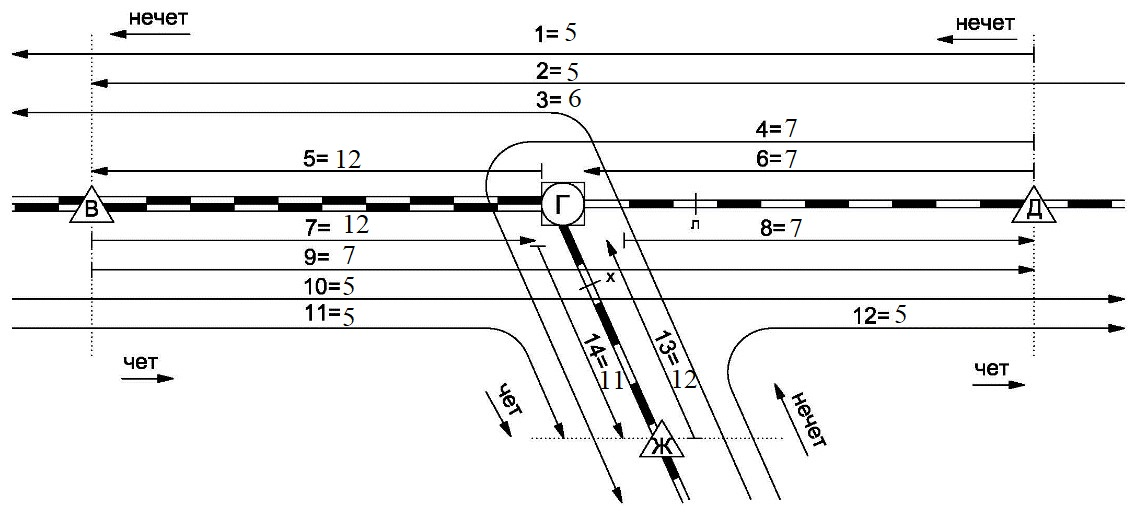 нечет
нечет
1= 5
2= 5
3= 6
4= 7
5= 12
6= 7
В
Г
Д
л
7= 12
8= 7
9= 7
х
10=5
11=5
12= 5
14= 11
13= 12
чет
чет
чет
нечет
Ж